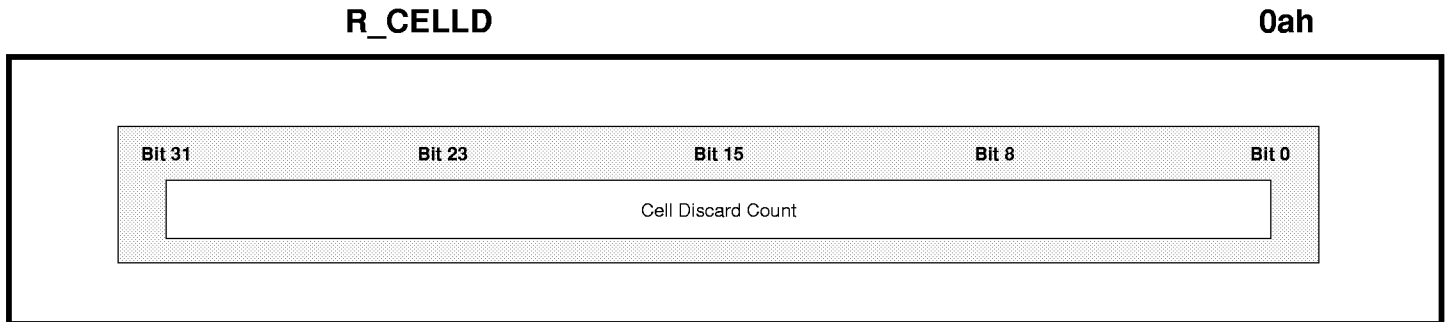 R_CELLD 0ah
Bit 31 Bit 23 Bit 15 Bit 8 Bit 0
Cell Discard Count